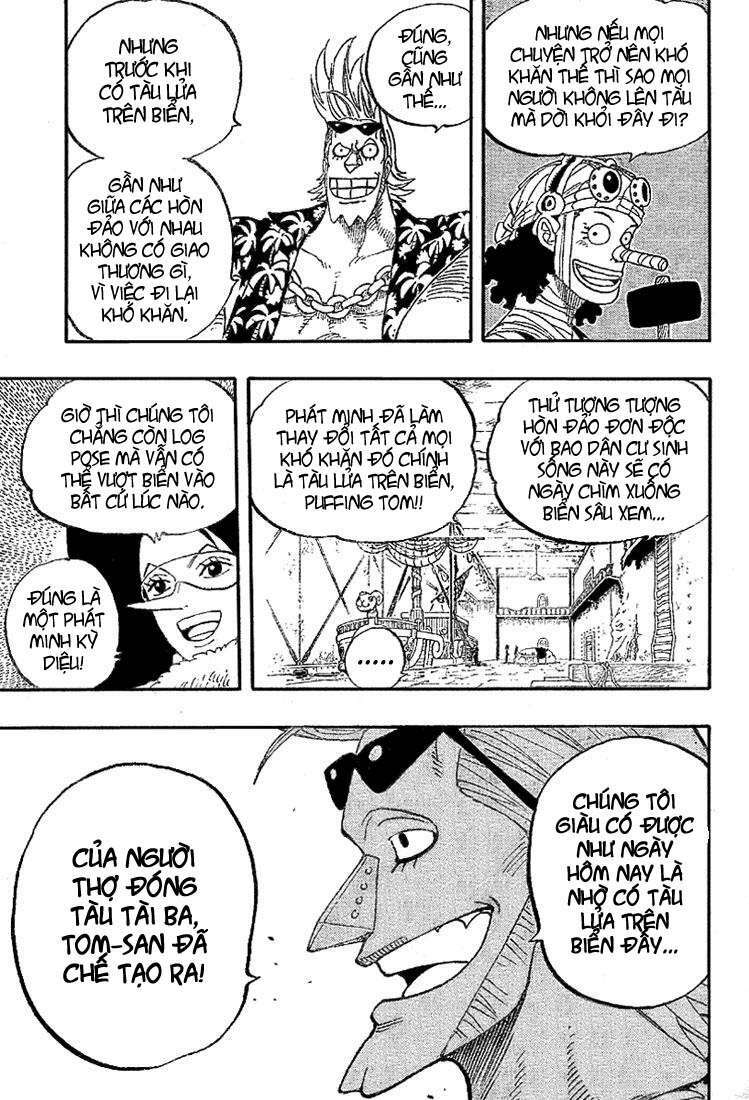 NHƯNG NẾU MỌI
CHUYỆN TRỞ NÊN KHÓ
KHĂN THẾ THÌ SAO MỌI
NGƯỜI KHÔNG LÊN TÀU
MÀ DỜI KHỎI ĐÂY ĐI?
ĐÚNG,
CŨNG
GẦN NHƯ
THẾ...
NHƯNG
TRƯỚC KHI
CÓ TÀU LỬA
TRÊN BIỂN,
GẦN NHƯ
GIỮA CÁC HÒN
ĐẢO VỚI NHAU
KHÔNG CÓ GIAO
THƯƠNG GÌ,
VÌ VIỆC ĐI LẠI
KHÓ KHĂN.
THỬ TƯỢNG TƯỢNG
HÒN ĐẢO ĐƠN ĐỘC
VỚI BAO DÂN CƯ SINH
SỐNG NÀY SẼ CÓ
NGÀY CHÌM XUỐNG
BIỂN SÂU XEM...
PHÁT MINH ĐÃ LÀM
THAY ĐỔI TẤT CẢ MỌI
KHÓ KHĂN ĐÓ CHÍNH
LÀ TÀU LỬA TRÊN BIỂN,
PUFFING TOM!!
.....
GIỜ THÌ CHÚNG TÔI
CHẲNG CÒN LOG
POSE MÀ VẪN CÓ
THỂ VƯỢT BIỂN VÀO
BẤT CỨ LÚC NÀO.
ĐÚNG LÀ
MỘT PHÁT
MINH KỲ
DIỆU!
CHÚNG TÔI
GIÀU CÓ ĐƯỢC
NHƯ NGÀY
HÔM NAY LÀ
NHỜ CÓ TÀU
LỬA TRÊN
BIỂN ĐẤY...
CỦA NGƯỜI
THỢ ĐÓNG
TÀU TÀI BA,
TOM-SAN ĐÃ
CHẾ TẠO RA!